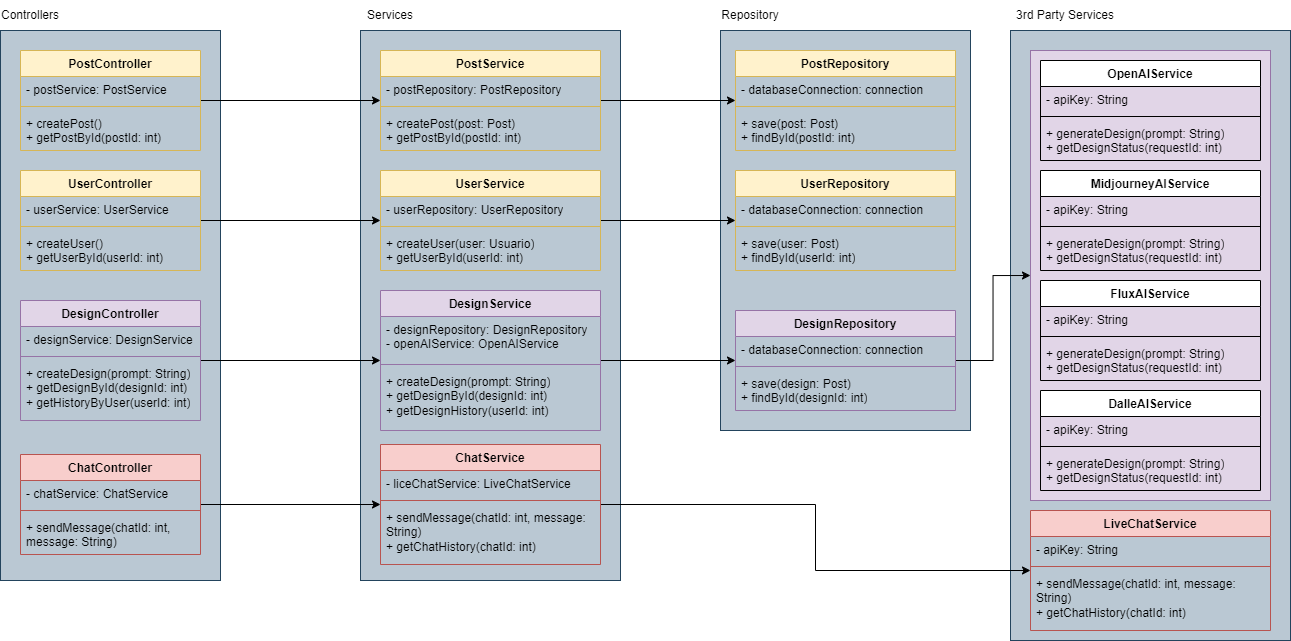 Controllers
PostController
- postService: PostService
+ createPost()
+ getPostById(postId: int)
UserController
- userService: UserService
+ createUser()
+ getUserById(userId: int)
DesignController
- designService: DesignService
+ createDesign(prompt: String)
+ getDesignById(designId: int)
+ getHistoryByUser(userId: int)
ChatController
- chatService: ChatService
+ sendMessage(chatId: int,
message: String)
Services
PostService
- postRepository: PostRepository
+ createPost(post: Post)
+ getPostById(postId: int)
UserService
- userRepository: UserRepository
+ createUser(user: Usuario)
+ getUserById(userId: int)
DesignService
- designRepository: DesignRepository
- openAIService: OpenAIService
+ createDesign(prompt: String)
+ getDesignById(designId: int)
+ getDesignHistory(userId: int)
ChatService
- liceChatService: LiveChatService
+ sendMessage(chatId: int, message:
String)
+ getChatHistory(chatId: int)
Repository
PostRepository
- databaseConnection: connection
+ save(post: Post)
+ findById(postId: int)
UserRepository
- databaseConnection: connection
+ save(user: Post)
+ findById(userId: int)
DesignRepository
- databaseConnection: connection
+ save(design: Post)
+ findById(designId: int)
3rd Party Services
OpenAIService
- apiKey: String
+ generateDesign(prompt: String)
+ getDesignStatus(requestId: int)
MidjourneyAIService
- apiKey: String
+ generateDesign(prompt: String)
+ getDesignStatus(requestId: int)
FluxAIService
- apiKey: String
+ generateDesign(prompt: String)
+ getDesignStatus(requestId: int)
DalleAIService
- apiKey: String
+ generateDesign(prompt: String)
+ getDesignStatus(requestId: int)
LiveChatService
- apiKey: String
+ sendMessage(chatId: int, message:
String)
+ getChatHistory(chatId: int)